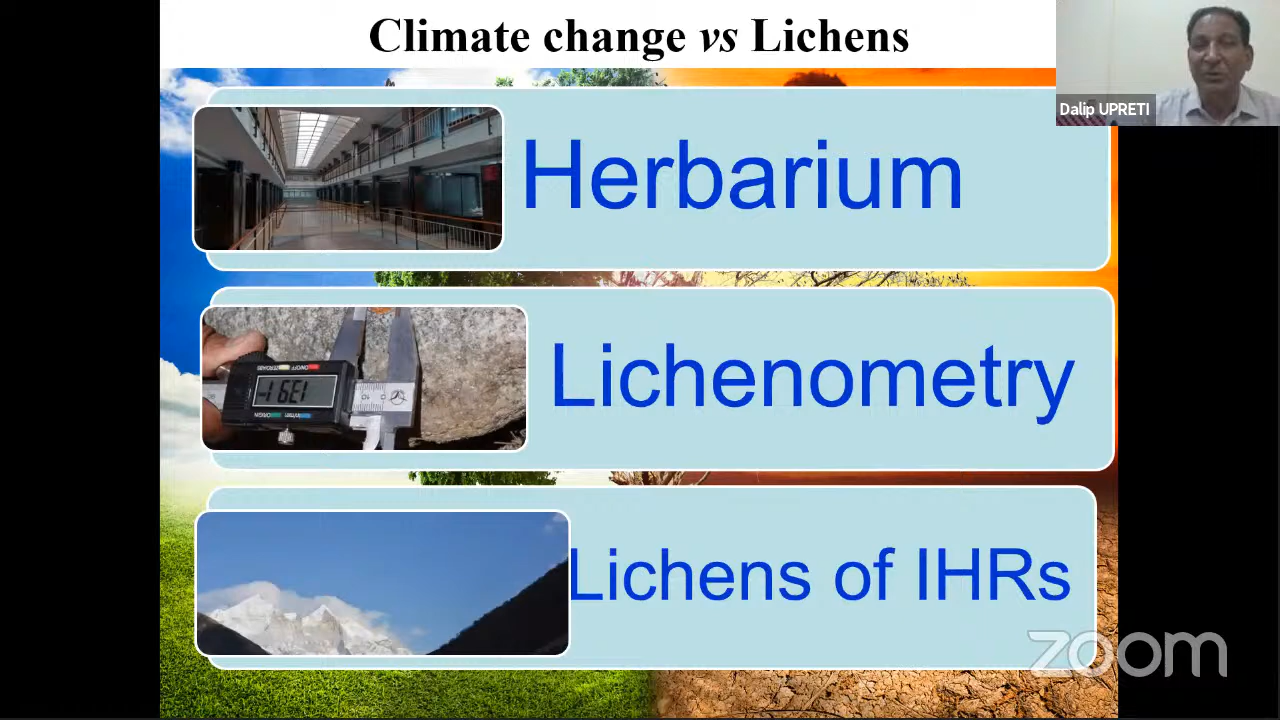 Climate change vs Lichens
Dalip UPRETI
Herbarium
Lichenometry
Lichens of IHRs
zoom